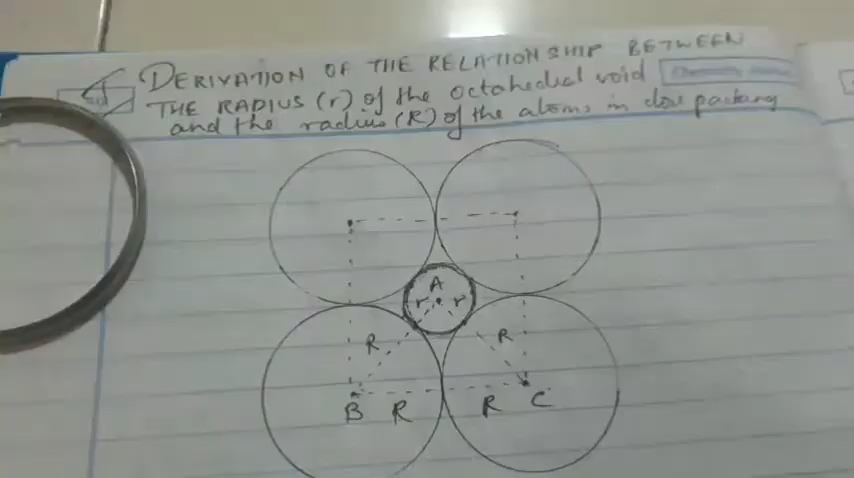 DERIVATION OF THE RELATIONSHIP BETWEEN
THE RADIUS (r) of the octahedral void
and the radius (R) of the atoms in close packing
A
r r
R R
B R R C